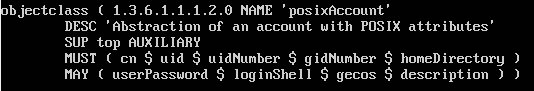 objectclass ( 1.3.6.1.1.1.2.0 NAME 'posixAccount'
DESC 'Abstraction of an account with POSIX attributes'
SUP top AUXILIARY
MUST ( cn $ uid $ uidNumber $ gidNumber $ homeDirectory )
MAY ( userPassword $ loginShell $ gecos $ description ) )